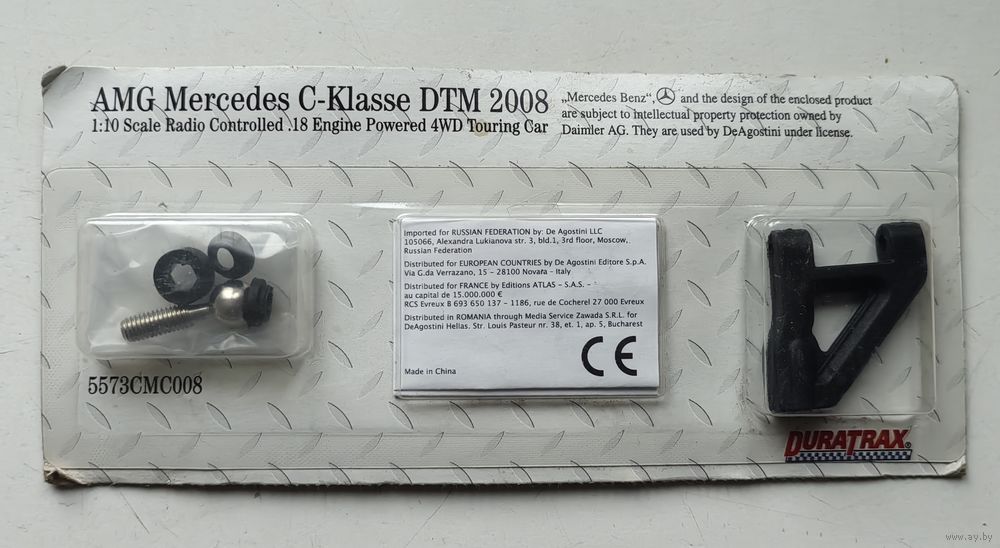 AMG Mercedes C-Klasse DTM 2008
1:10 Scale Radio Controlled .18 Engine Powered 4WD Touring Car
„Mercedes Benz“, and the design of the enclosed product
are subject to intellectual property protection owned by
Daimler AG. They are used by DeAgostini under license.
5573CMC008
Imported for RUSSIAN FEDERATION by: De Agostini LLC
105066, Alexandra Lukianova str. 3, bld.1, 3rd floor, Moscow,
Russian Federation
Distributed for EUROPEAN COUNTRIES by De Agostini Editore S.p.A.
Via G.da Verrazano, 15 - 28100 Novara - Italy
Distributed for FRANCE by Editions ATLAS - S.A.S. -
au capital de 15.000.000 €
RCS Evreux B 693 650 137 - 1186, rue de Cocherel 27 000 Evreux
Distributed in ROMANIA through Media Service Zawada S.R.L. for
DeAgostini Hellas. Str. Louis Pasteur nr. 38, et. 1, ap. 5, Bucharest
CE
Made in China
DURATRAX®
www.ay.by